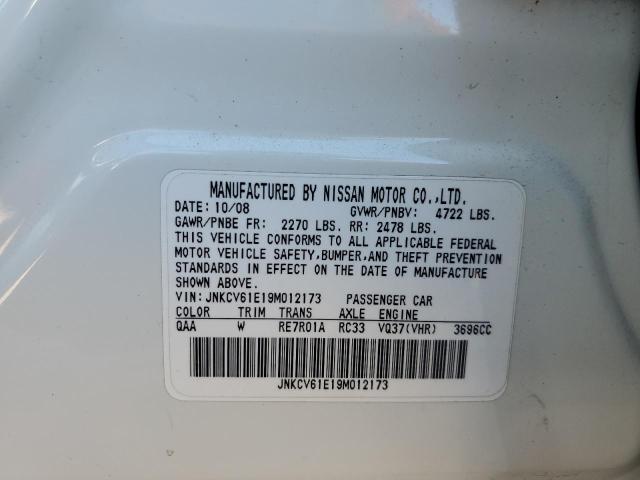 MANUFACTURED BY NISSAN MOTOR CO.,LTD.
DATE: 10/08 GVWR/PNBV: 4722 LBS.
GAWR/PNBE FR: 2270 LBS. RR: 2478 LBS.
THIS VEHICLE CONFORMS TO ALL APPLICABLE FEDERAL
MOTOR VEHICLE SAFETY,BUMPER,AND THEFT PREVENTION
STANDARDS IN EFFECT ON THE DATE OF MANUFACTURE
SHOWN ABOVE.
VIN: JNKCV61E19M012173 PASSENGER CAR
COLOR TRIM TRANS AXLE ENGINE
QAA W RE7R01A RC33 VQ37(VHR) 3696CC
JNKCV61E19M012173